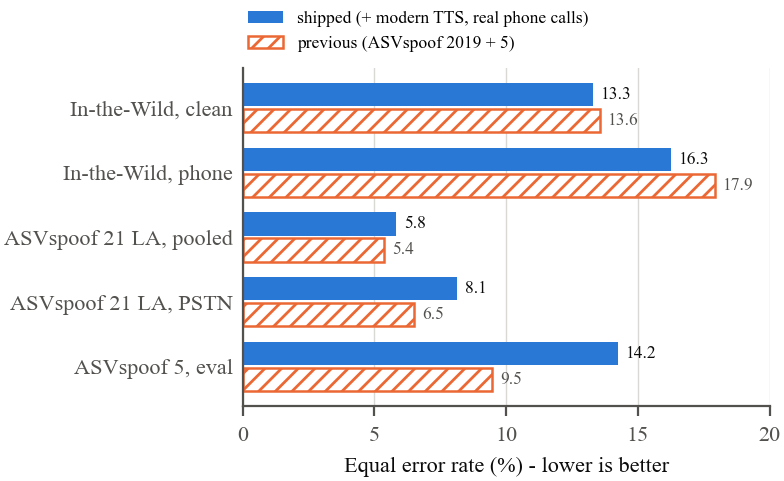 shipped (+ modern TTS, real phone calls)
previous (ASVspoof 2019 + 5)
In-the-Wild, clean
13.3
13.6
In-the-Wild, phone
16.3
17.9
ASVspoof 21 LA, pooled
5.8
5.4
ASVspoof 21 LA, PSTN
8.1
6.5
ASVspoof 5, eval
14.2
9.5
0 5 10 15 20
Equal error rate (%) - lower is better